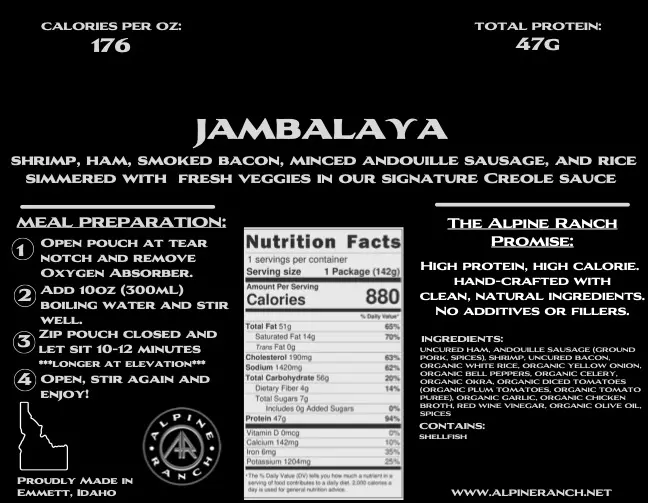 CALORIES PER OZ:
176
TOTAL PROTEIN:
47G
JAMBALAYA
SHRIMP, HAM, SMOKED BACON, MINCED ANDOUILLE SAUSAGE, AND RICE
SIMMERED WITH FRESH VEGGIES IN OUR SIGNATURE CREOLE SAUCE
MEAL PREPARATION:
1 OPEN POUCH AT TEAR
NOTCH AND REMOVE
OXYGEN ABSORBER.
2 ADD 10OZ (300ML)
BOILING WATER AND STIR
WELL.
3 ZIP POUCH CLOSED AND
LET SIT 10-12 MINUTES
***LONGER AT ELEVATION***
4 OPEN, STIR AGAIN AND
ENJOY!
PROUDLY MADE IN
EMMETT, IDAHO
ALPINE
RANCH
Nutrition Facts
1 servings per container
Serving size 1 Package (142g)
Amount Per Serving
Calories 880
% Daily Value*
Total Fat 51g 65%
Saturated Fat 14g 70%
Trans Fat 0g
Cholesterol 190mg 63%
Sodium 1420mg 62%
Total Carbohydrate 56g 20%
Dietary Fiber 4g 14%
Total Sugars 7g
Includes 0g Added Sugars 0%
Protein 47g 94%
Vitamin D 0mcg 0%
Calcium 142mg 10%
Iron 6mg 35%
Potassium 1204mg 25%
*The % Daily Value (DV) tells you how much a nutrient in a
serving of food contributes to a daily diet. 2,000 calories a
day is used for general nutrition advice.
THE ALPINE RANCH
PROMISE:
HIGH PROTEIN, HIGH CALORIE.
HAND-CRAFTED WITH
CLEAN, NATURAL INGREDIENTS.
NO ADDITIVES OR FILLERS.
INGREDIENTS:
UNCURED HAM, ANDOUILLE SAUSAGE (GROUND
PORK, SPICES), SHRIMP, UNCURED BACON,
ORGANIC WHITE RICE, ORGANIC YELLOW ONION,
ORGANIC BELL PEPPERS, ORGANIC CELERY,
ORGANIC OKRA, ORGANIC DICED TOMATOES
(ORGANIC PLUM TOMATOES, ORGANIC TOMATO
PUREE), ORGANIC GARLIC, ORGANIC CHICKEN
BROTH, RED WINE VINEGAR, ORGANIC OLIVE OIL,
SPICES
CONTAINS:
SHELLFISH
WWW.ALPINERANCH.NET